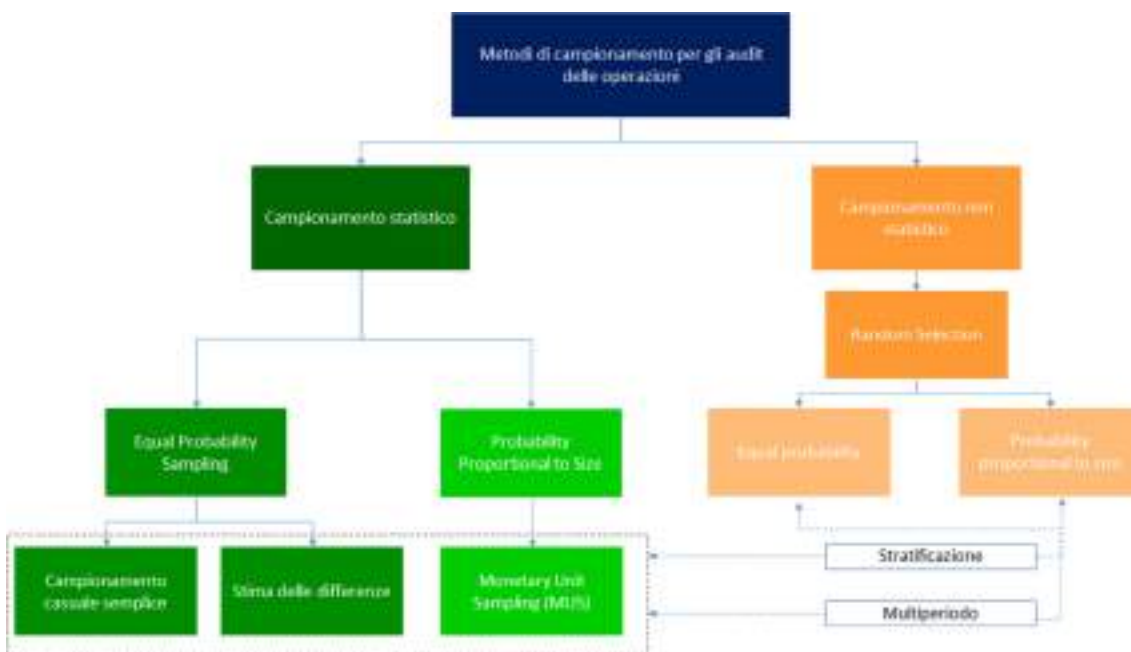 Metodi di campionamento per gli audit
delle operazioni
Campionamento statistico
Campionamento non
statistico
Random Selection
Equal Probability
Sampling
Probability
Proportional to Size
Equal probability
Probability
proportional to size
Campionamento
casuale semplice
Stima delle differenze
Monetary Unit
Sampling (MUS)
Stratificazione
Multiperiodo